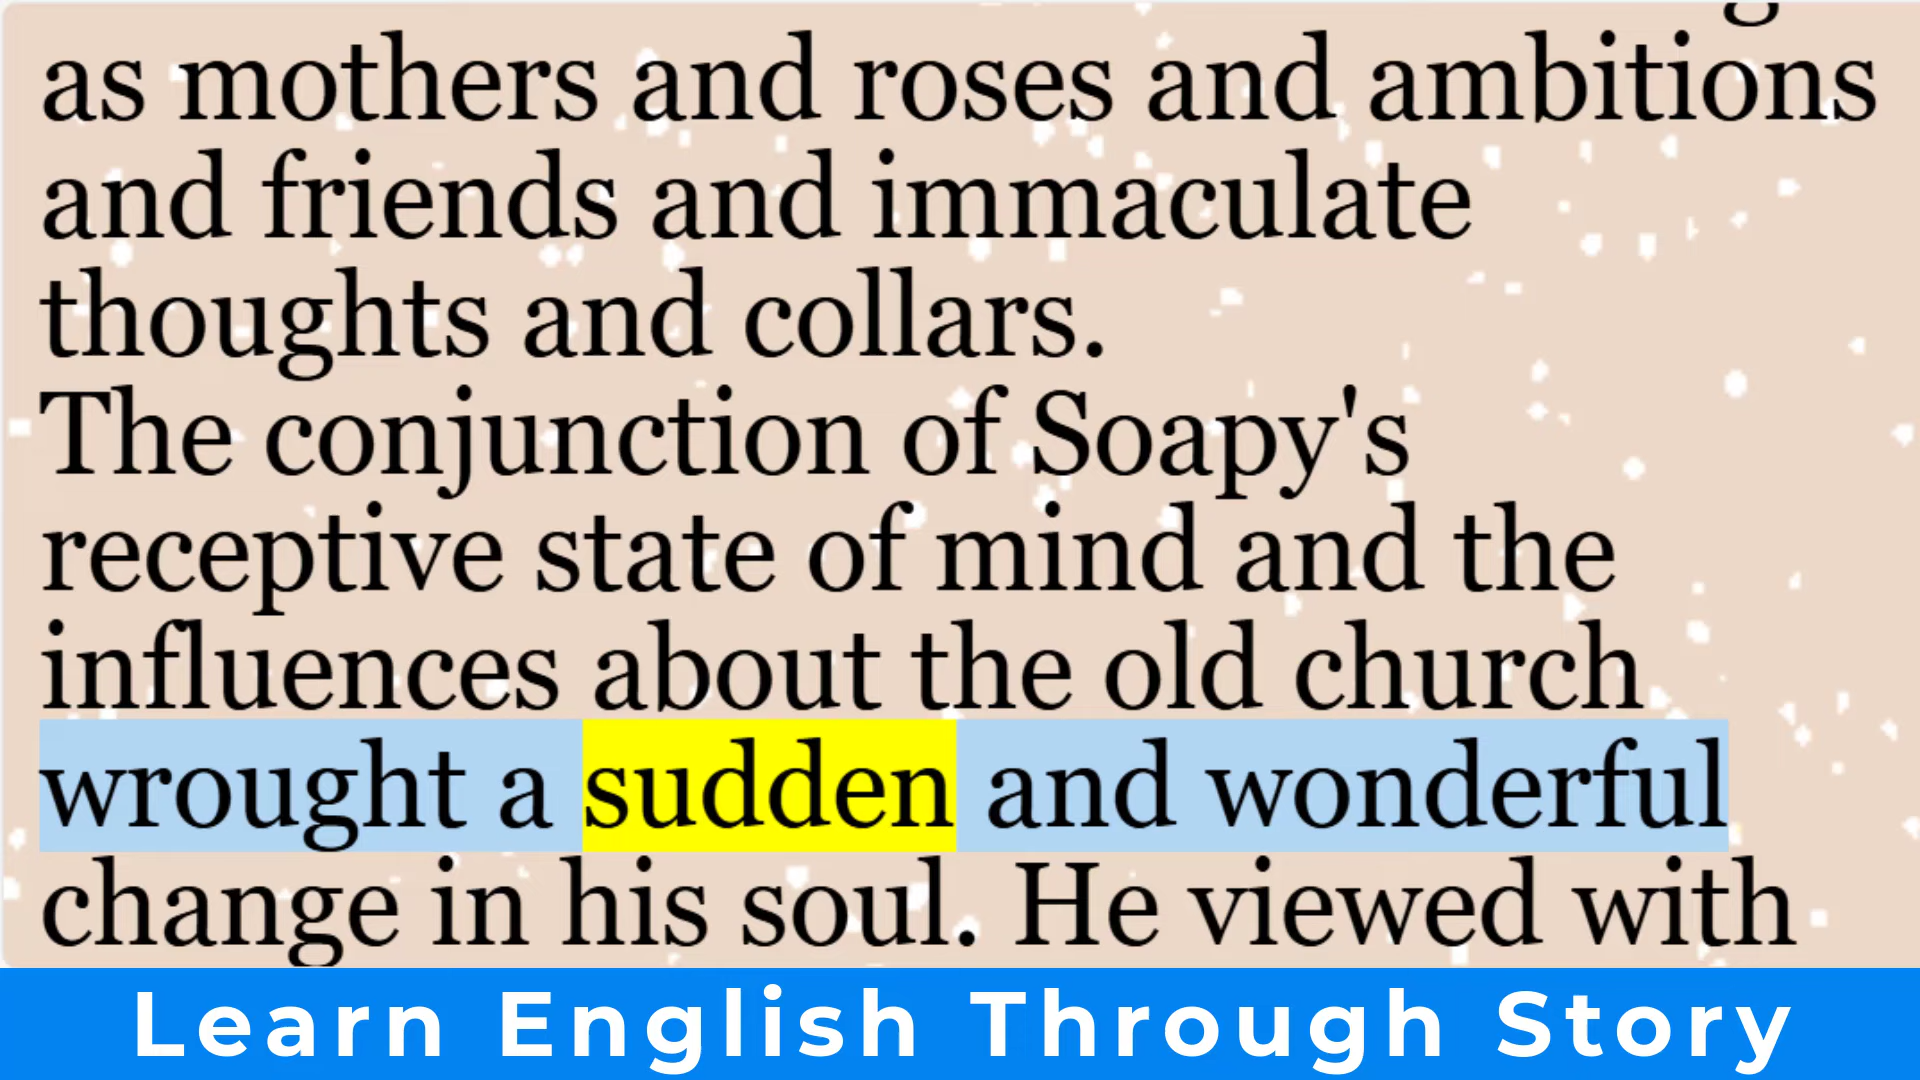 as mothers and roses and ambitions
and friends and immaculate
thoughts and collars.
The conjunction of Soapy's
receptive state of mind and the
influences about the old church
wrought a sudden and wonderful
change in his soul. He viewed with
Learn English Through Story